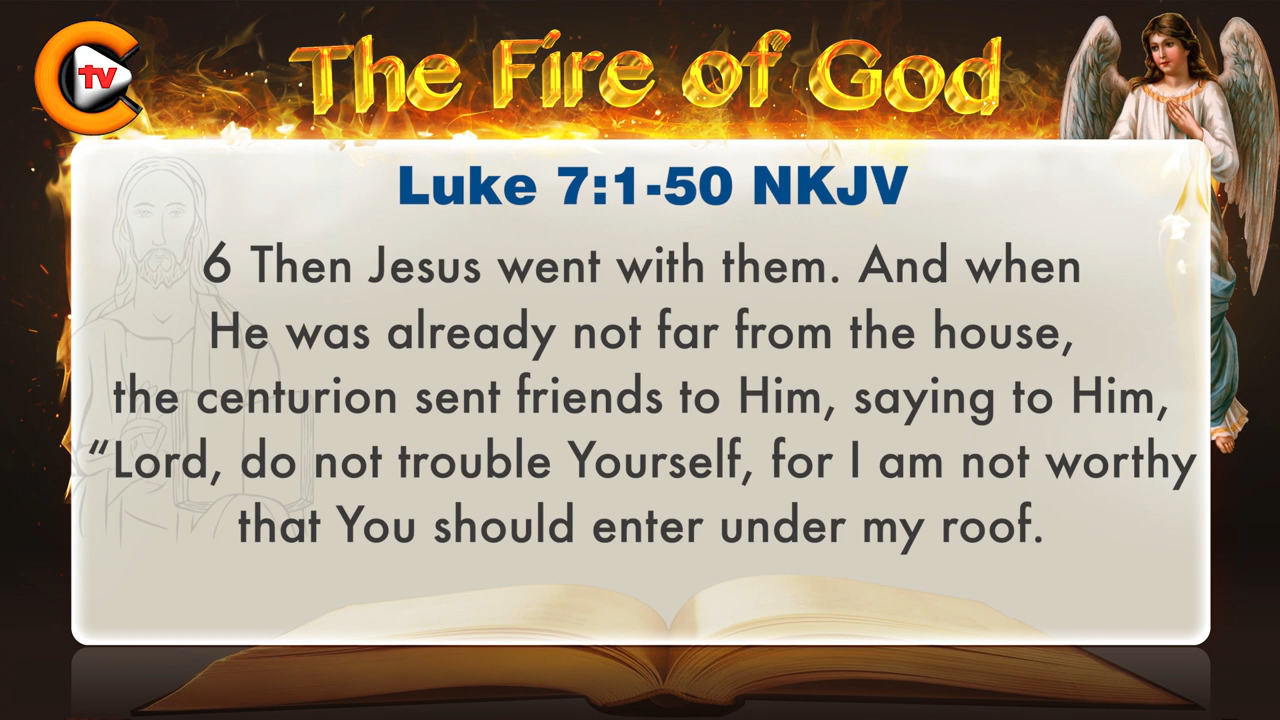 C tv
The Fire of God
Luke 7:1-50 NKJV
6 Then Jesus went with them. And when
He was already not far from the house,
the centurion sent friends to Him, saying to Him,
“Lord, do not trouble Yourself, for I am not worthy
that You should enter under my roof.